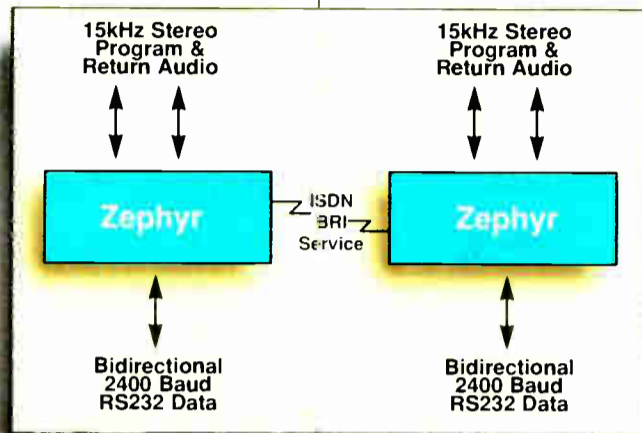 15kHz Stereo
Program &
Return Audio
15kHz Stereo
Program &
Return Audio
Zephyr
ISDN
BRI
Service
Zephyr
Bidirectional
2400 Baud
RS232 Data
Bidirectional
2400 Baud
RS232 Data